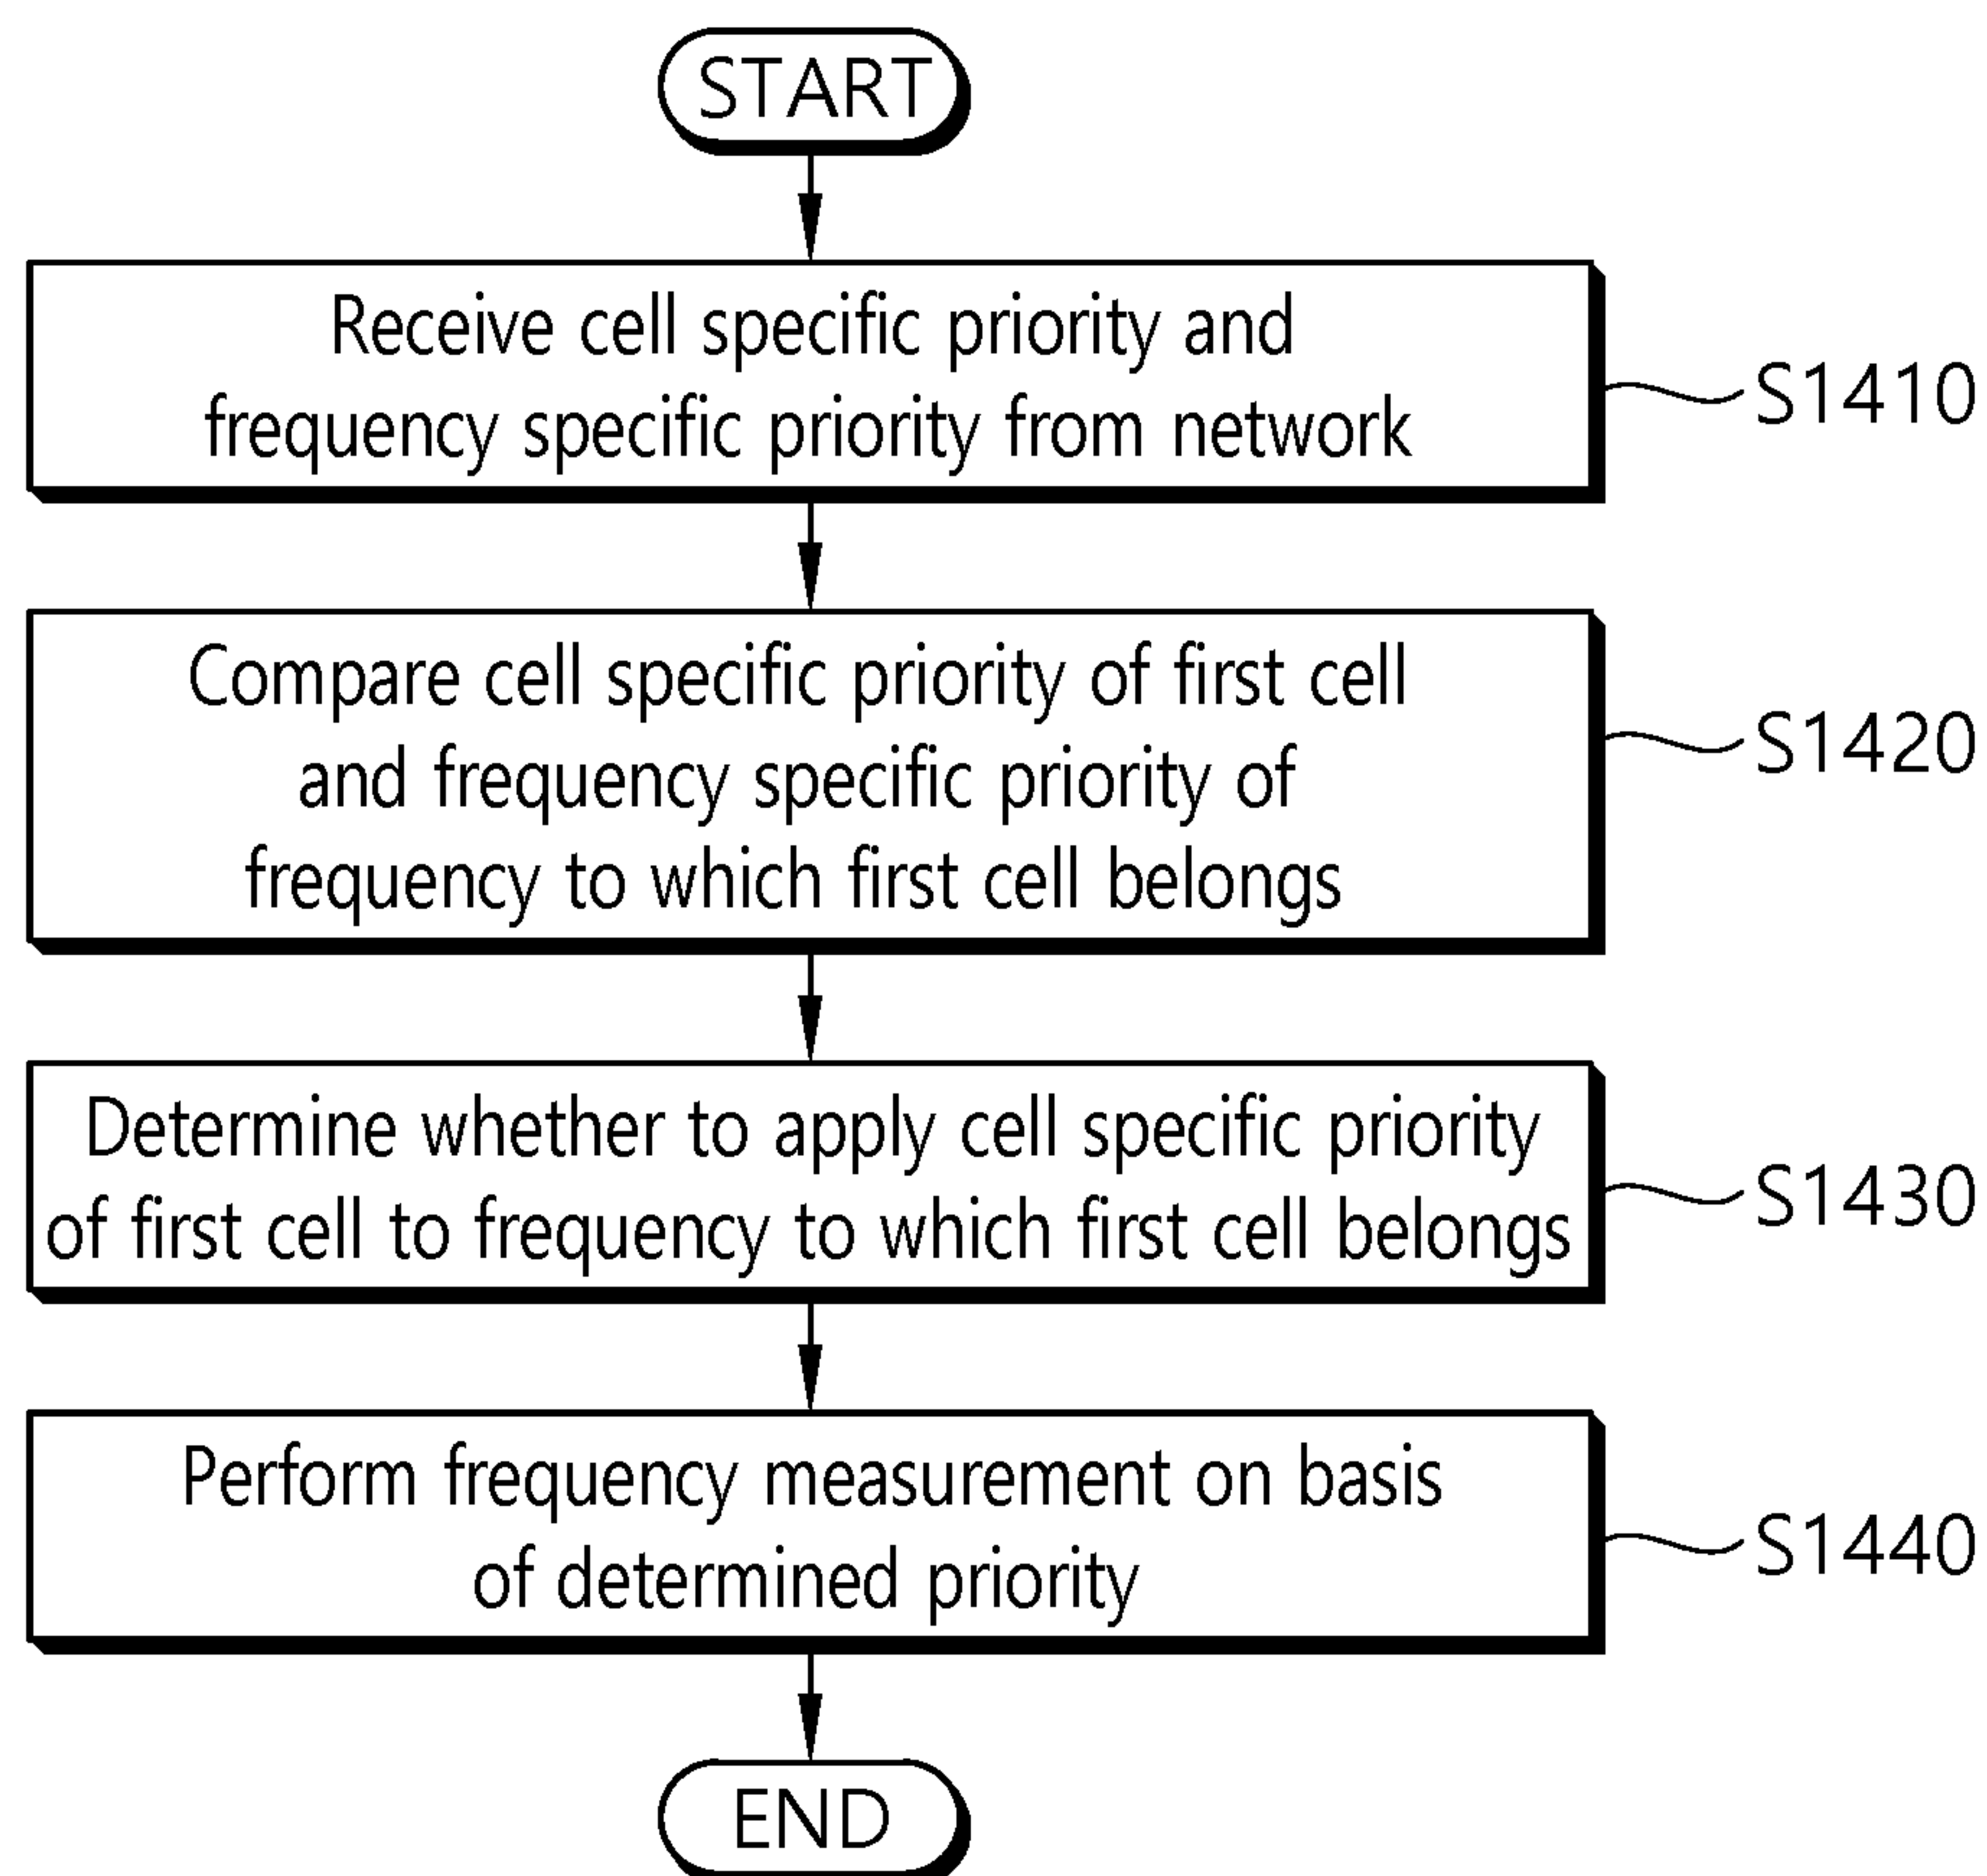 START
Receive cell specific priority and
frequency specific priority from network
S1410
Compare cell specific priority of first cell
and frequency specific priority of
frequency to which first cell belongs
S1420
Determine whether to apply cell specific priority
of first cell to frequency to which first cell belongs
S1430
Perform frequency measurement on basis
of determined priority
S1440
END